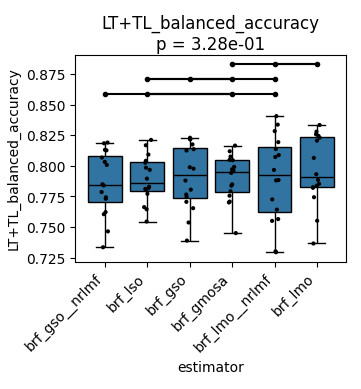 LT+TL_balanced_accuracy
p = 3.28e-01
LT+TL_balanced_accuracy
0.875
0.850
0.825
0.800
0.775
0.750
0.725
brf_gso__nrlmf
brf_lso
brf_gso
brf_gmosa
brf_lmo__nrlmf
brf_lmo
estimator